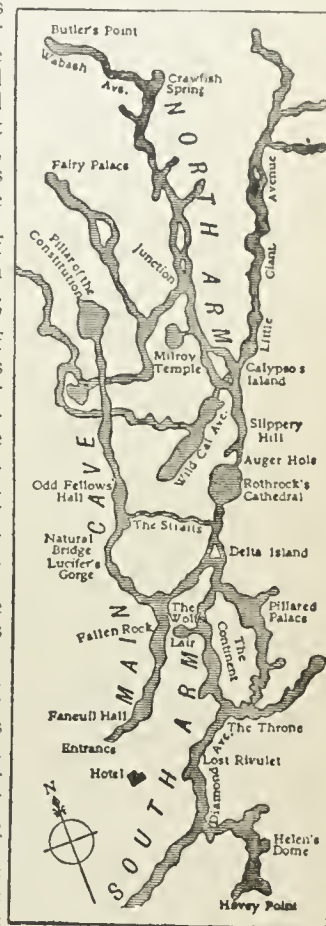 Butler's Point
Wabash
Ave.
Crawfish
Spring
NORTH ARM
Fairy Palace
Avenue
Giant
Little
Pillar of the
Constitution
Junction
Milroy
Temple
Calypso's
Island
Wild Cat Ave.
Slippery
Hill
Auger Hole
Rothrock's
Cathedral
Odd Fellows
Hall
The Straits
Natural
Bridge
Lucifer's
Gorge
Delta Island
MAIN CAVE
The
Wolf
Lair
Pillared
Palace
The
Continent
Fallen Rock
Faneuil Hall
Entrance
The Throne
Lost Rivulet
Hotel
SOUTH ARM
Diamond Ave.
N
Helen's
Dome
Hovey Point